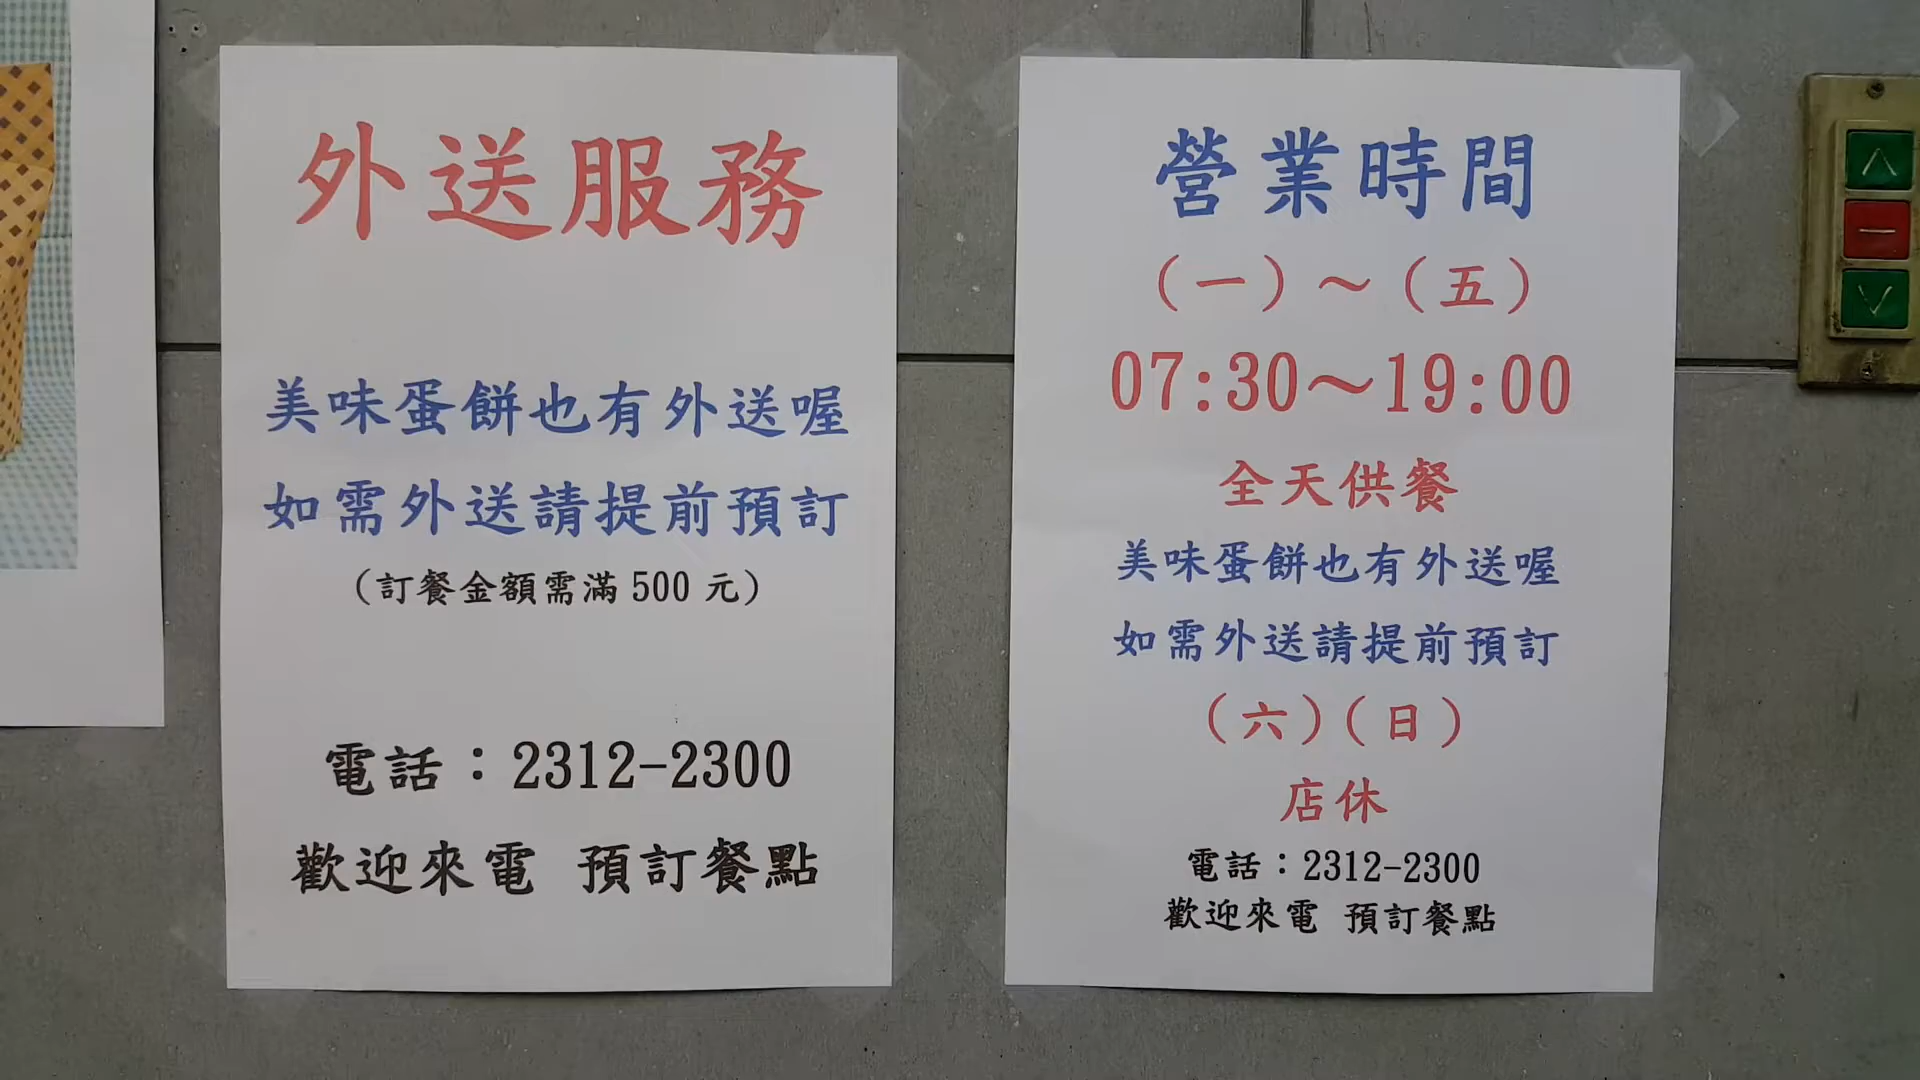 外送服務
美味蛋餅也有外送喔
如需外送請提前預訂
(訂餐金額需滿 500 元)
電話：2312-2300
歡迎來電 預訂餐點
營業時間
(一)～(五)
07:30～19:00
全天供餐
美味蛋餅也有外送喔
如需外送請提前預訂
(六)(日)
店休
電話：2312-2300
歡迎來電 預訂餐點